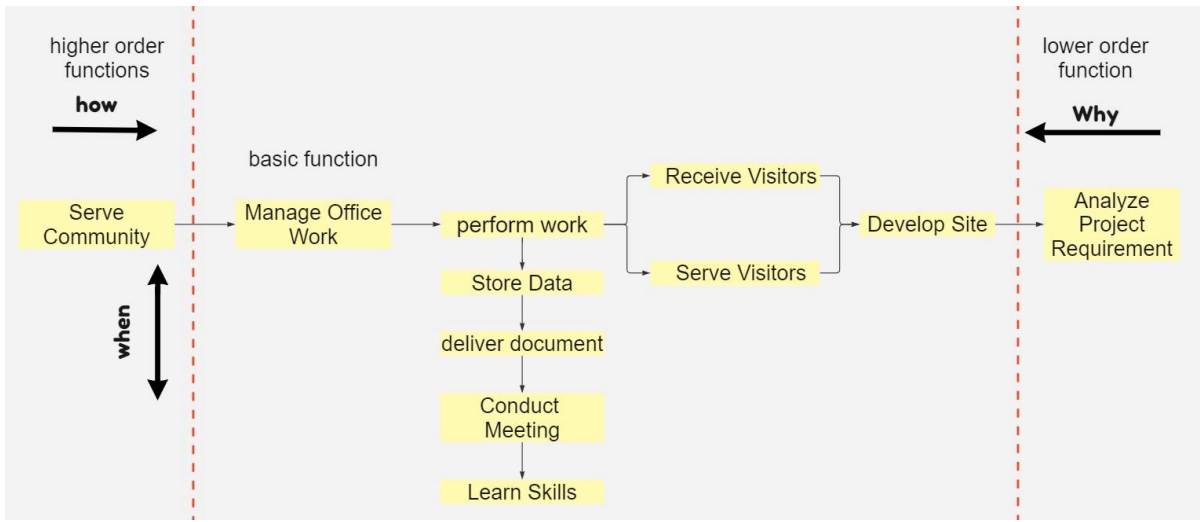 higher order
functions
how
lower order
function
Why
basic function
Serve
Community
Manage Office
Work
perform work
Receive Visitors
Serve Visitors
Develop Site
Analyze
Project
Requirement
when
Store Data
deliver document
Conduct
Meeting
Learn Skills